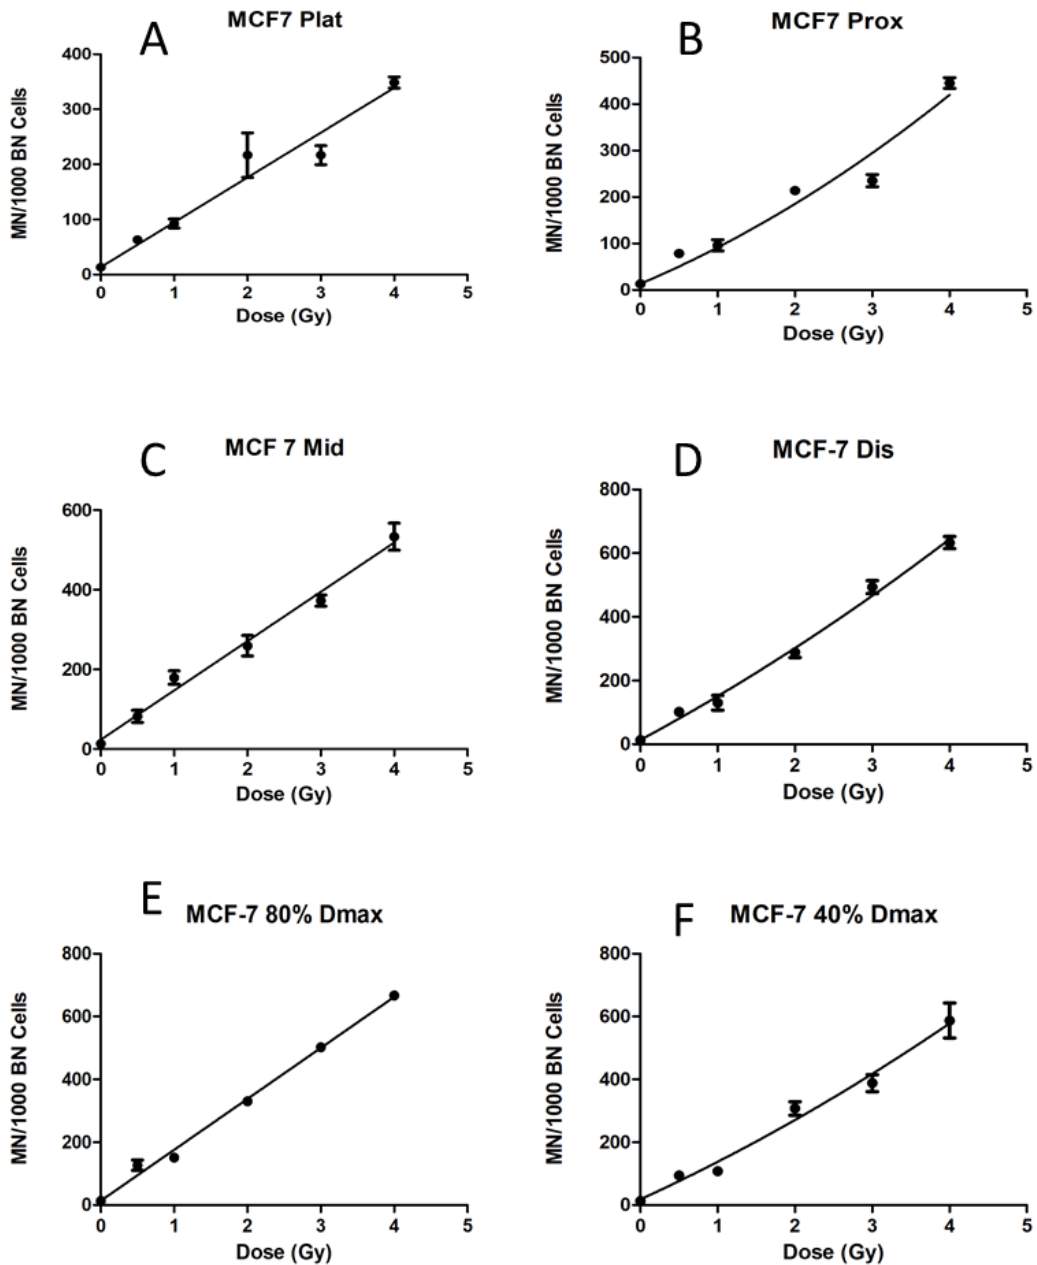 A
MCF7 Plat
MN/1000 BN Cells
400
300
200
100
0
0 1 2 3 4 5
Dose (Gy)
B
MCF7 Prox
MN/1000 BN Cells
500
400
300
200
100
0
0 1 2 3 4 5
Dose (Gy)
C
MCF 7 Mid
MN/1000 BN Cells
600
400
200
0
0 1 2 3 4 5
Dose (Gy)
D
MCF-7 Dis
MN/1000 BN Cells
800
600
400
200
0
0 1 2 3 4 5
Dose (Gy)
E
MCF-7 80% Dmax
MN/1000 BN Cells
800
600
400
200
0
0 1 2 3 4 5
Dose (Gy)
F
MCF-7 40% Dmax
MN/1000 BN Cells
800
600
400
200
0
0 1 2 3 4 5
Dose (Gy)